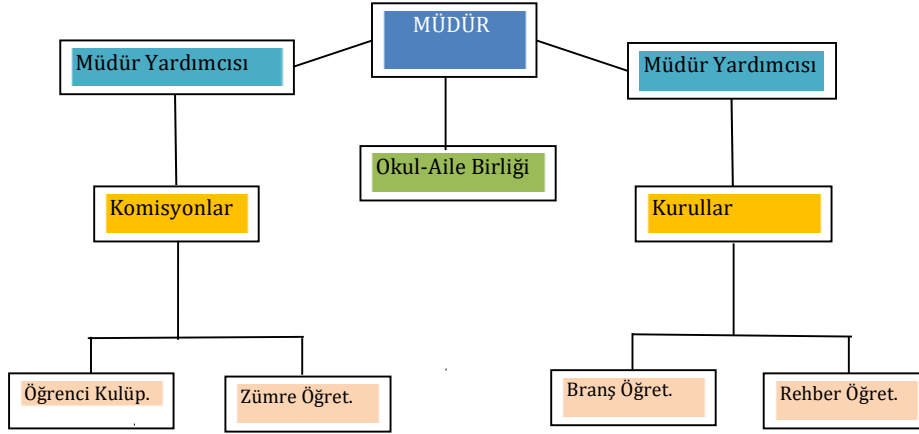 MÜDÜR
Müdür Yardımcısı
Müdür Yardımcısı
Okul-Aile Birliği
Komisyonlar
Kurullar
Öğrenci Kulüp.
Zümre Öğret.
Branş Öğret.
Rehber Öğret.